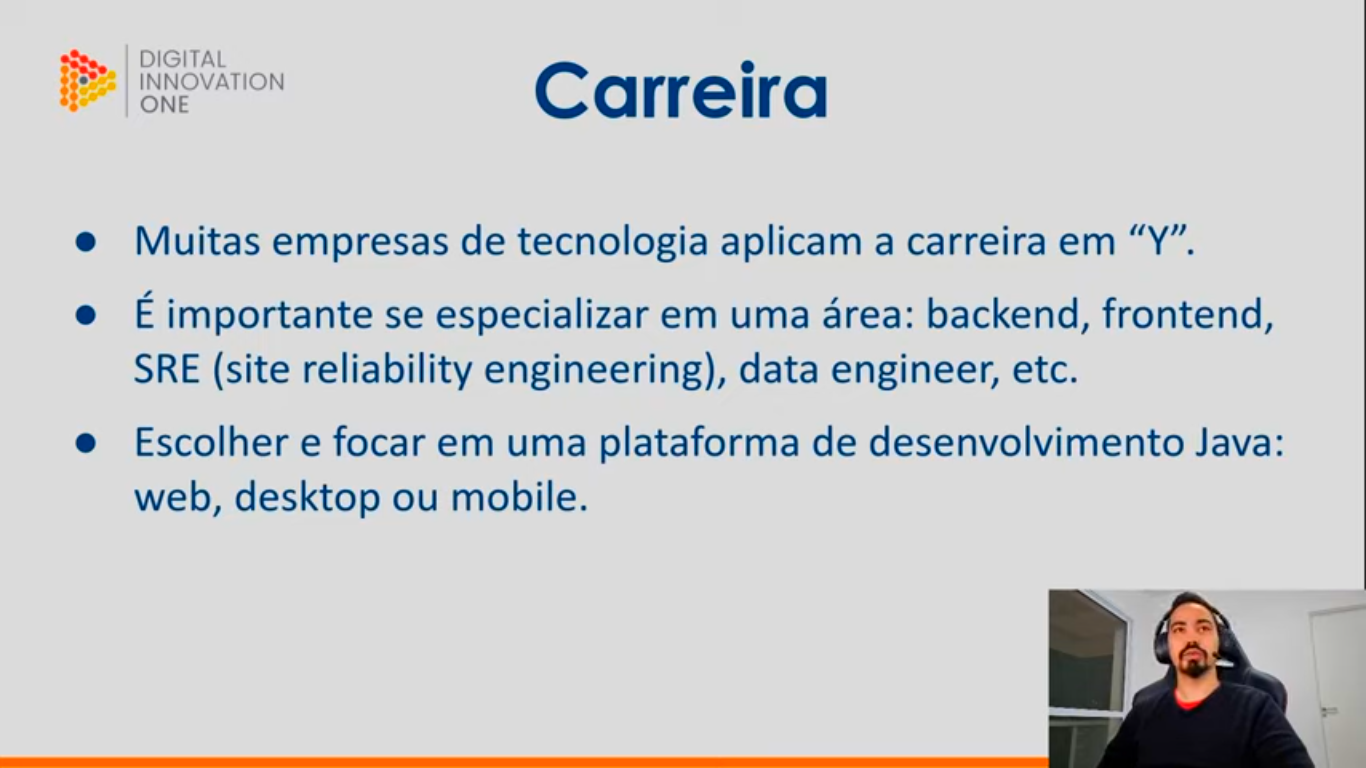 DIGITAL
INNOVATION
ONE
Carreira
● Muitas empresas de tecnologia aplicam a carreira em “Y”.
● É importante se especializar em uma área: backend, frontend,
SRE (site reliability engineering), data engineer, etc.
● Escolher e focar em uma plataforma de desenvolvimento Java:
web, desktop ou mobile.